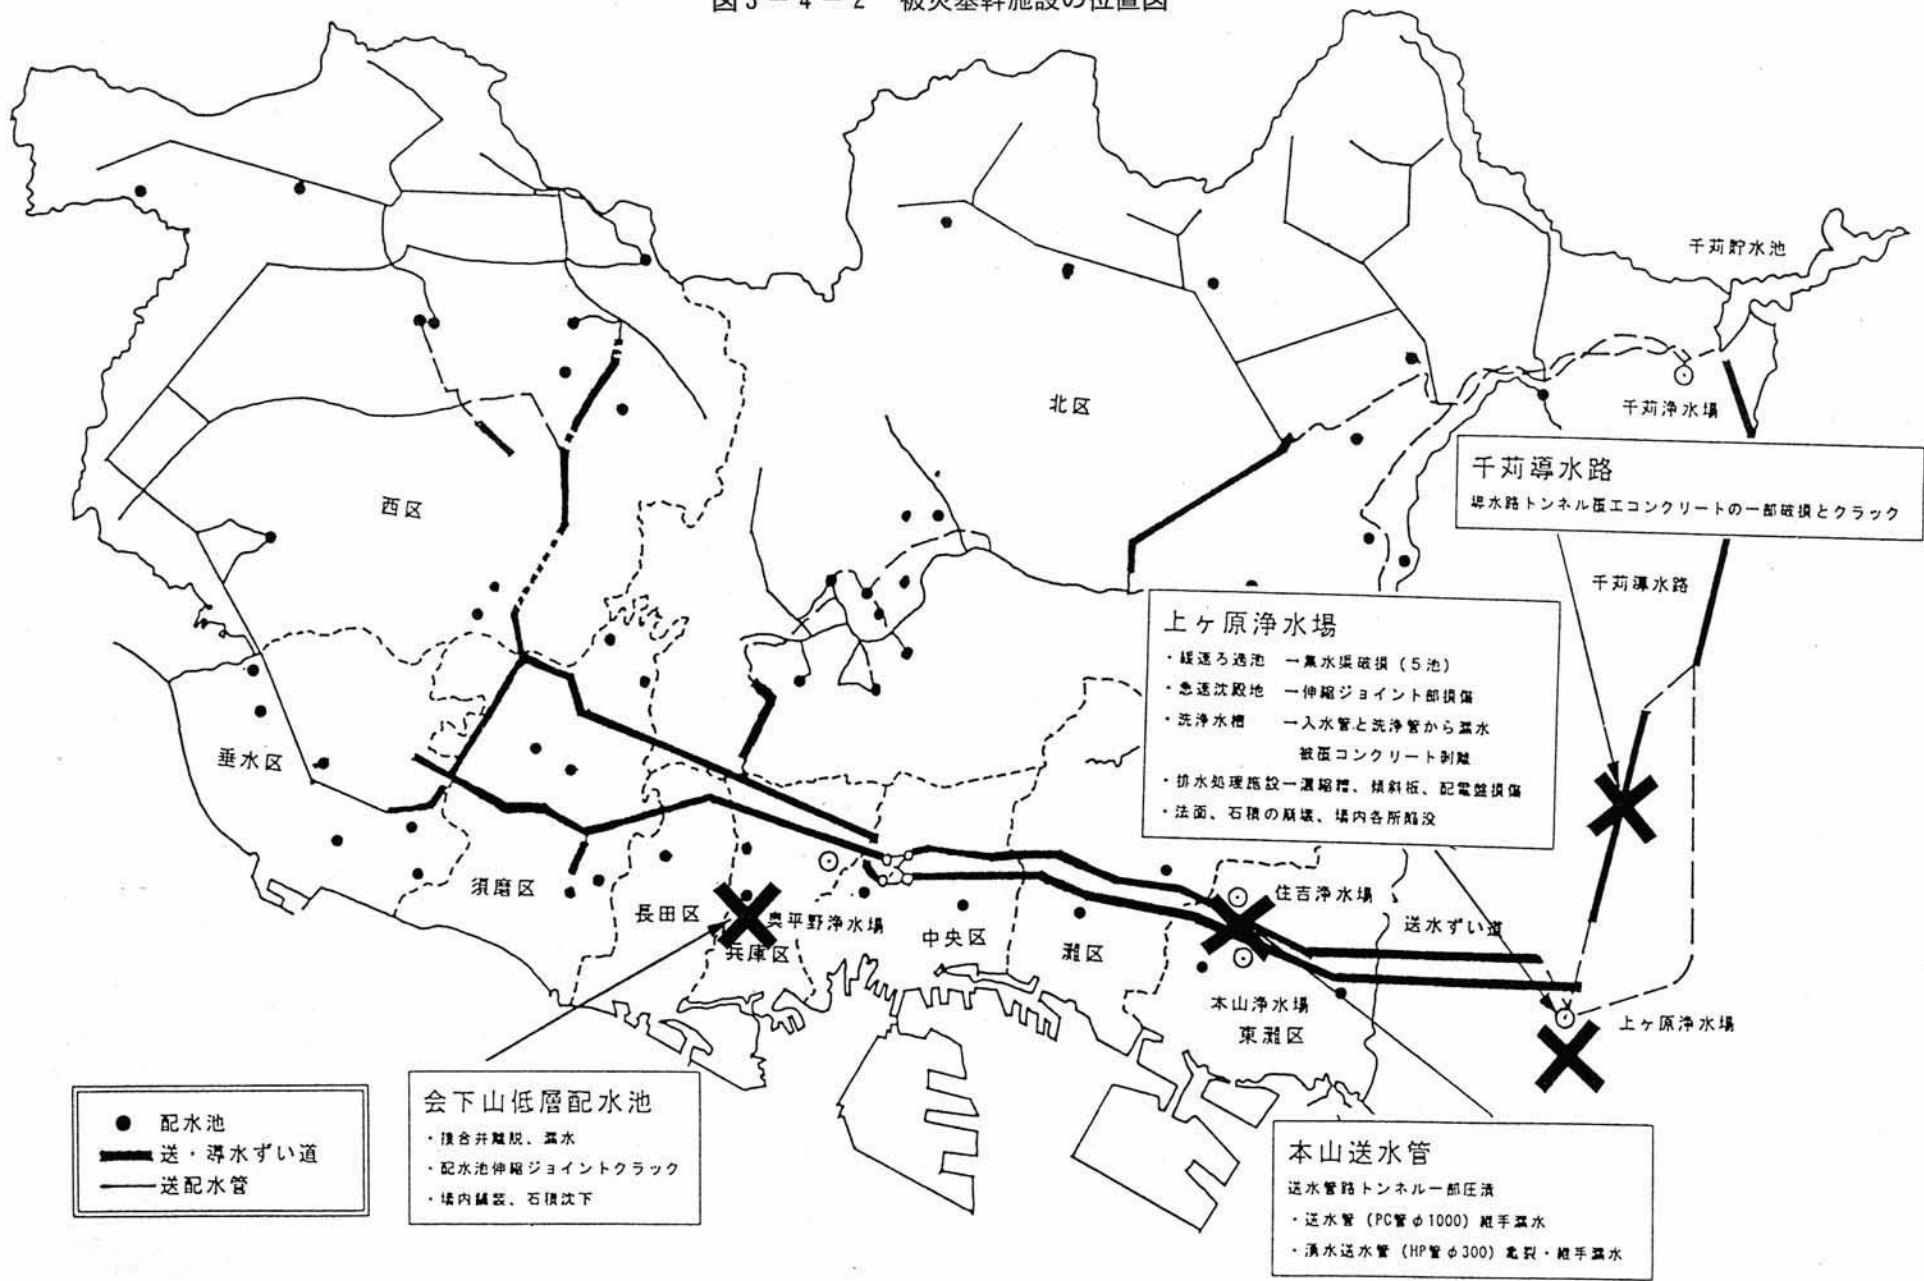 図3-4-2 被災基幹施設の位置図
千苅貯水池
千苅浄水場
北区
西区
千苅導水路
導水路トンネル覆工コンクリートの一部破損とクラック
千苅導水路
上ヶ原浄水場
・緩速ろ過池 →集水渠破損(5池)
・急速沈殿地 →伸縮ジョイント部損傷
・洗浄水槽 →入水管と洗浄管から漏水
被覆コンクリート剥離
・排水処理施設→濃縮槽、傾斜板、配電盤損傷
・法面、石積の崩壊、場内各所陥没
垂水区
須磨区
長田区
奥平野浄水場
兵庫区
中央区
灘区
住吉浄水場
送水ずい道
本山浄水場
東灘区
上ヶ原浄水場
●配水池
送・導水ずい道
送配水管
会下山低層配水池
・接合井離脱、漏水
・配水池伸縮ジョイントクラック
・場内舗装、石積沈下
本山送水管
送水管路トンネル一部圧潰
・送水管(PC管φ1000)継手漏水
・湧水送水管(HP管φ300)亀裂・継手漏水